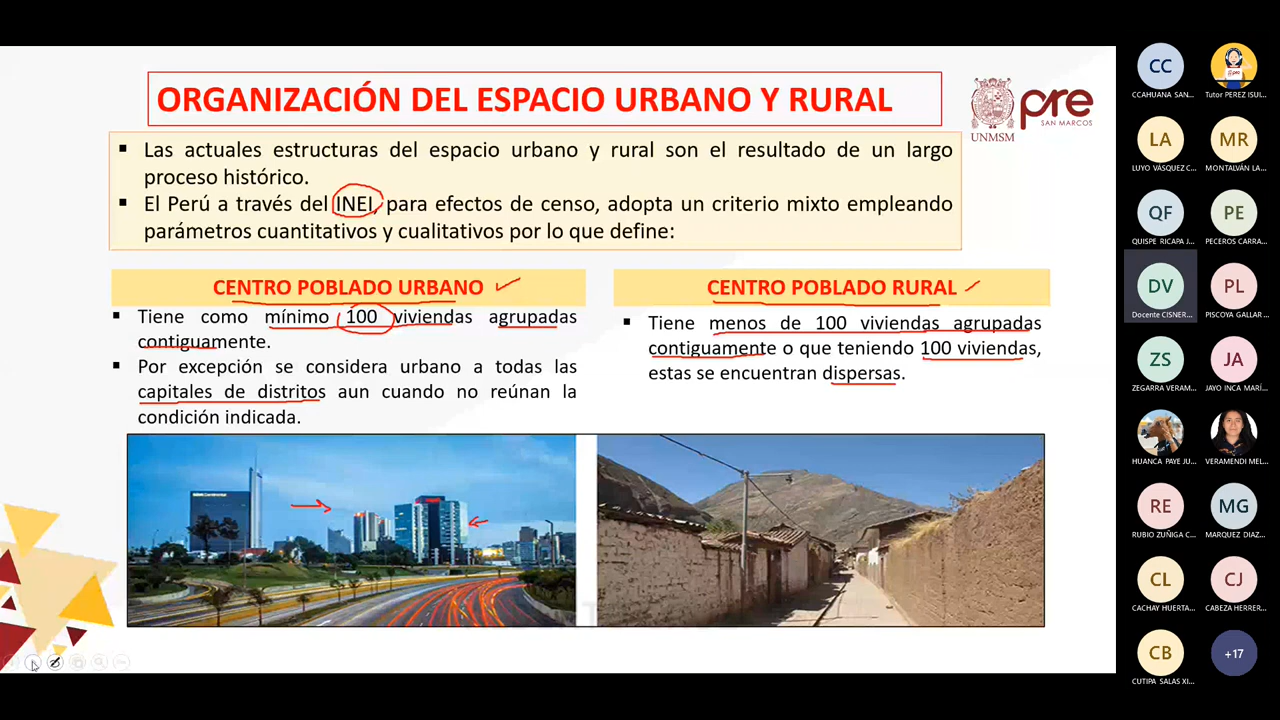 ORGANIZACIÓN DEL ESPACIO URBANO Y RURAL
UNMSM
pre
SAN MARCOS
▪ Las actuales estructuras del espacio urbano y rural son el resultado de un largo
proceso histórico.
▪ El Perú a través del INEI, para efectos de censo, adopta un criterio mixto empleando
parámetros cuantitativos y cualitativos por lo que define:
CENTRO POBLADO URBANO
▪ Tiene como mínimo 100 viviendas agrupadas
contiguamente.
▪ Por excepción se considera urbano a todas las
capitales de distritos aun cuando no reúnan la
condición indicada.
CENTRO POBLADO RURAL
▪ Tiene menos de 100 viviendas agrupadas
contiguamente o que teniendo 100 viviendas,
estas se encuentran dispersas.
CC
CCAHUANA SAN...
Tutor PEREZ ISUI...
LA
LUYO VÁSQUEZ C...
MR
MONTALVÁN LA...
QF
QUISPE RICAPA J...
PE
PECEROS CARRA...
DV
Docente CISNER...
PL
PISCOYA GALLAR...
ZS
ZEGARRA VERAM...
JA
JAYO INCA MARÍ...
HUANCA PAYE JU...
VERAMENDI MEL...
RE
RUBIO ZUÑIGA C...
MG
MARQUEZ DIAZ...
CL
CACHAY HUERTA...
CJ
CABEZA HERRER...
CB
CUTIPA SALAS XI...
+17